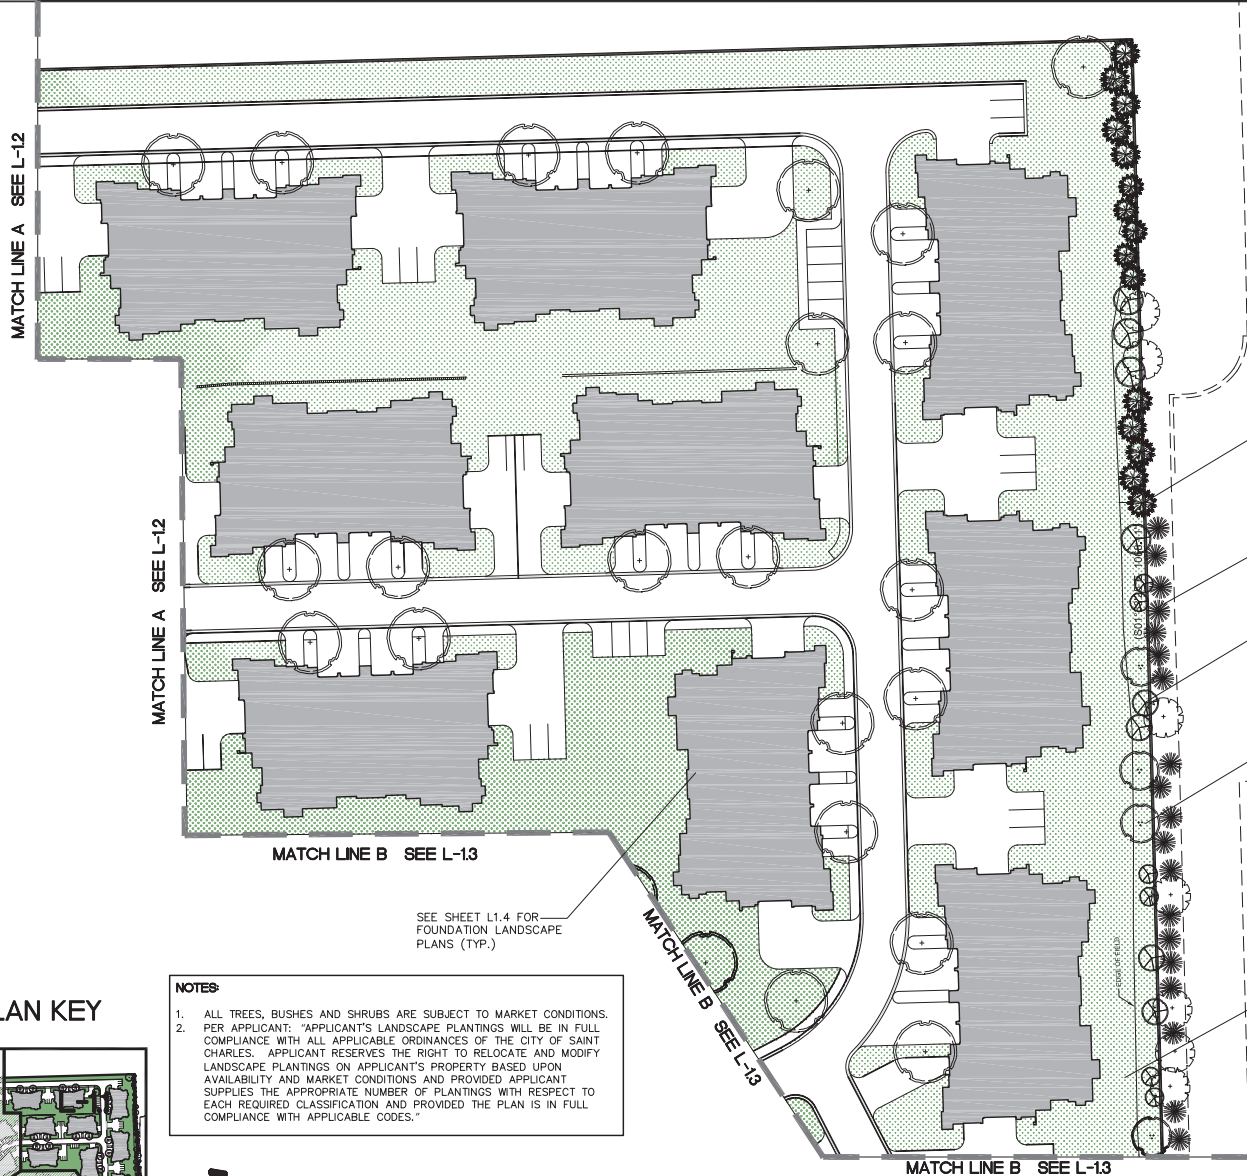 MATCH LINE A SEE L-1.2
MATCH LINE A SEE L-1.2
MATCH LINE B SEE L-1.3
SEE SHEET L1.4 FOR
FOUNDATION LANDSCAPE
PLANS (TYP.)
MATCH LINE B SEE L-1.3
EDGE OF FIELD
LAN KEY
NOTES:
1. ALL TREES, BUSHES AND SHRUBS ARE SUBJECT TO MARKET CONDITIONS.
2. PER APPLICANT: "APPLICANT'S LANDSCAPE PLANTINGS WILL BE IN FULL
COMPLIANCE WITH ALL APPLICABLE ORDINANCES OF THE CITY OF SAINT
CHARLES. APPLICANT RESERVES THE RIGHT TO RELOCATE AND MODIFY
LANDSCAPE PLANTINGS ON APPLICANT'S PROPERTY BASED UPON
AVAILABILITY AND MARKET CONDITIONS AND PROVIDED APPLICANT
SUPPLIES THE APPROPRIATE NUMBER OF PLANTINGS WITH RESPECT TO
EACH REQUIRED CLASSIFICATION AND PROVIDED THE PLAN IS IN FULL
COMPLIANCE WITH APPLICABLE CODES."
MATCH LINE B SEE L-1.3